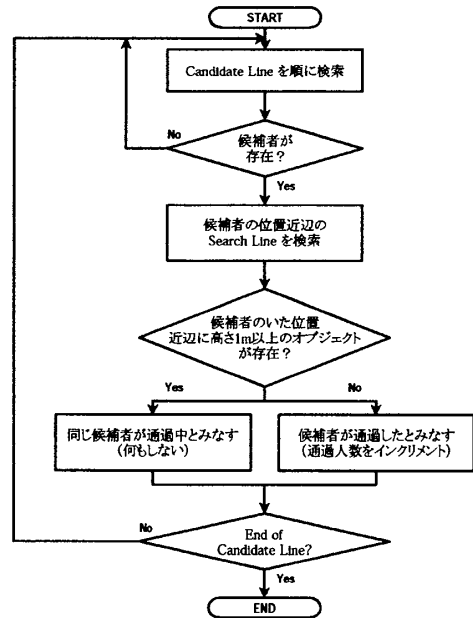 START
Candidate Line を順に検索
No
候補者が
存在?
Yes
候補者の位置近辺の
Search Line を検索
候補者のいた位置
近辺に高さ1m以上のオブジェクト
が存在?
Yes
No
同じ候補者が通過中とみなす
(何もしない)
候補者が通過したとみなす
(通過人数をインクリメント)
No
End of
Candidate Line?
Yes
END